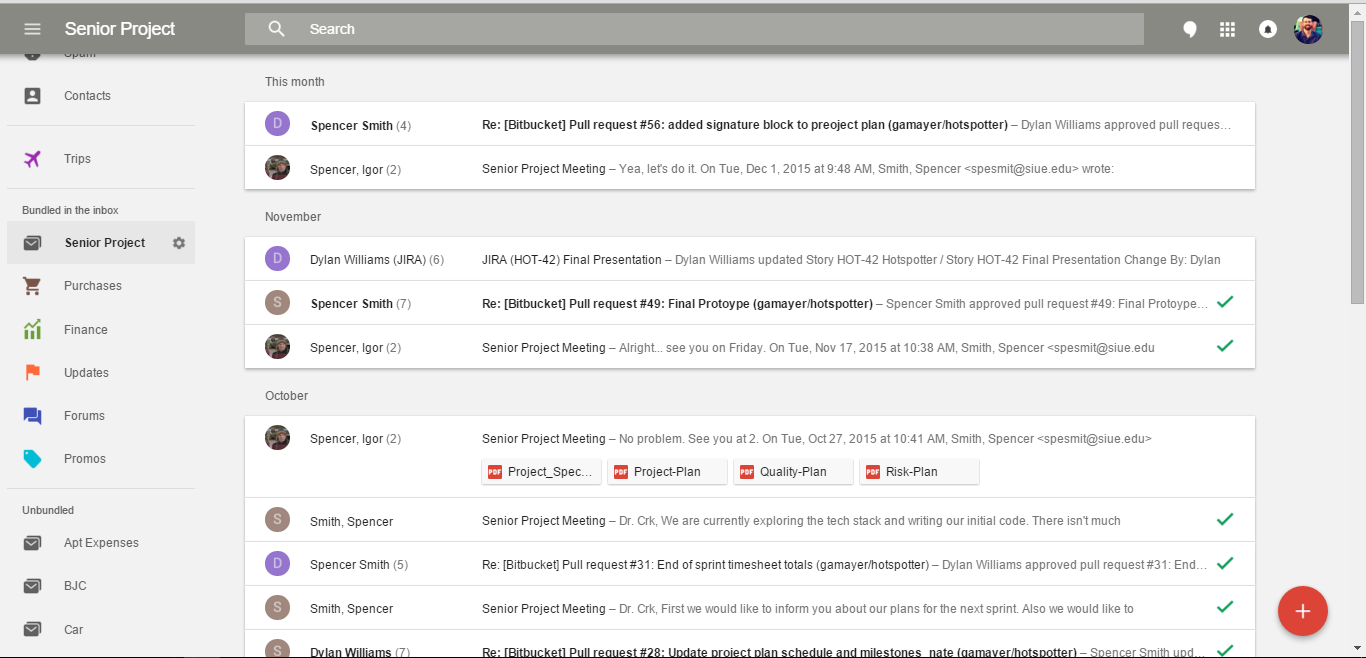 Senior Project
Search
Spam
Contacts
Trips
Bundled in the inbox
Senior Project
Purchases
Finance
Updates
Forums
Promos
Unbundled
Apt Expenses
BJC
Car
This month
D Spencer Smith (4) Re: [Bitbucket] Pull request #56: added signature block to preoject plan (gamayer/hotspotter) – Dylan Williams approved pull reques…
Spencer, Igor (2) Senior Project Meeting – Yea, let's do it. On Tue, Dec 1, 2015 at 9:48 AM, Smith, Spencer <spesmit@siue.edu> wrote:
November
D Dylan Williams (JIRA) (6) JIRA (HOT-42) Final Presentation – Dylan Williams updated Story HOT-42 Hotspotter / Story HOT-42 Final Presentation Change By: Dylan
S Spencer Smith (7) Re: [Bitbucket] Pull request #49: Final Protoype (gamayer/hotspotter) – Spencer Smith approved pull request #49: Final Protoype…
Spencer, Igor (2) Senior Project Meeting – Alright... see you on Friday. On Tue, Nov 17, 2015 at 10:38 AM, Smith, Spencer <spesmit@siue.edu
October
Spencer, Igor (2) Senior Project Meeting – No problem. See you at 2. On Tue, Oct 27, 2015 at 10:41 AM, Smith, Spencer <spesmit@siue.edu>
PDF Project_Spec… PDF Project-Plan PDF Quality-Plan PDF Risk-Plan
S Smith, Spencer Senior Project Meeting – Dr. Crk, We are currently exploring the tech stack and writing our initial code. There isn't much
D Spencer Smith (5) Re: [Bitbucket] Pull request #31: End of sprint timesheet totals (gamayer/hotspotter) – Dylan Williams approved pull request #31: End…
S Smith, Spencer Senior Project Meeting – Dr. Crk, First we would like to inform you about our plans for the next sprint. Also we would like to
S Dylan Williams (7) Re: [Bitbucket] Pull request #28: Update project plan schedule and milestones_nate (gamayer/hotspotter) – Spencer Smith upd…